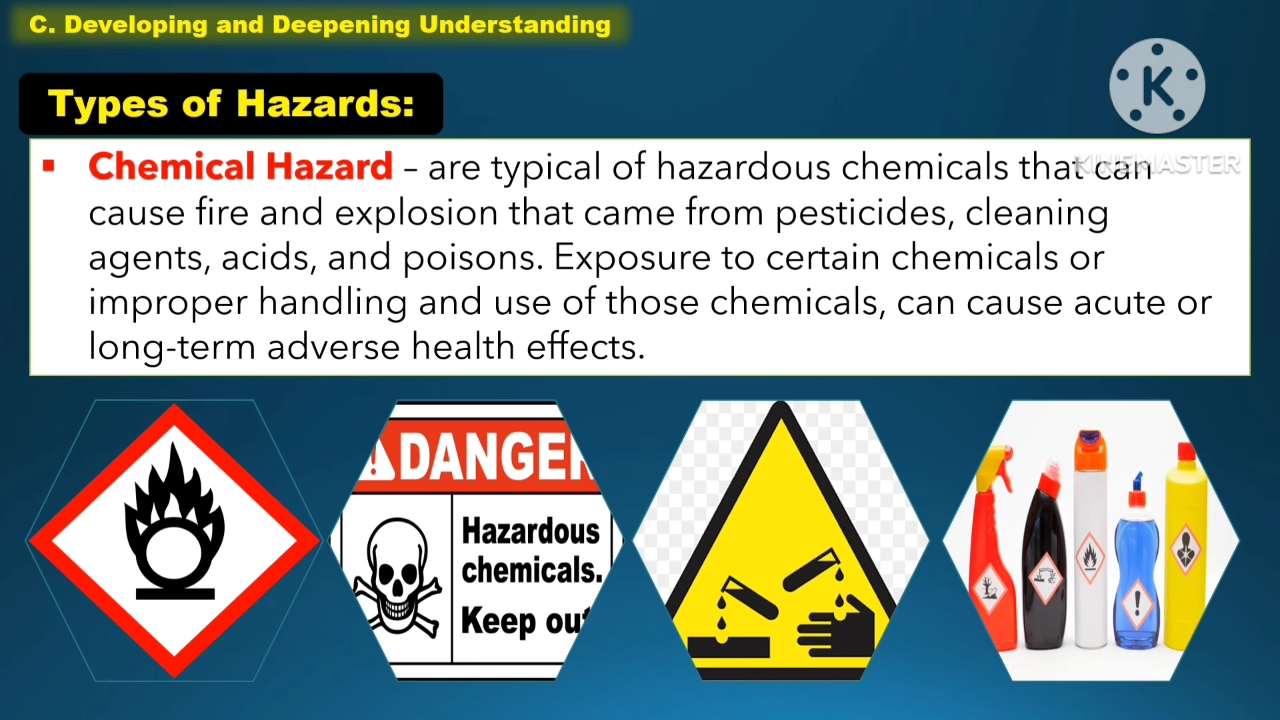 C. Developing and Deepening Understanding
K
KINEMASTER
Types of Hazards:
▪ Chemical Hazard – are typical of hazardous chemicals that can
cause fire and explosion that came from pesticides, cleaning
agents, acids, and poisons. Exposure to certain chemicals or
improper handling and use of those chemicals, can cause acute or
long-term adverse health effects.
DANGER
Hazardous
chemicals.
Keep out